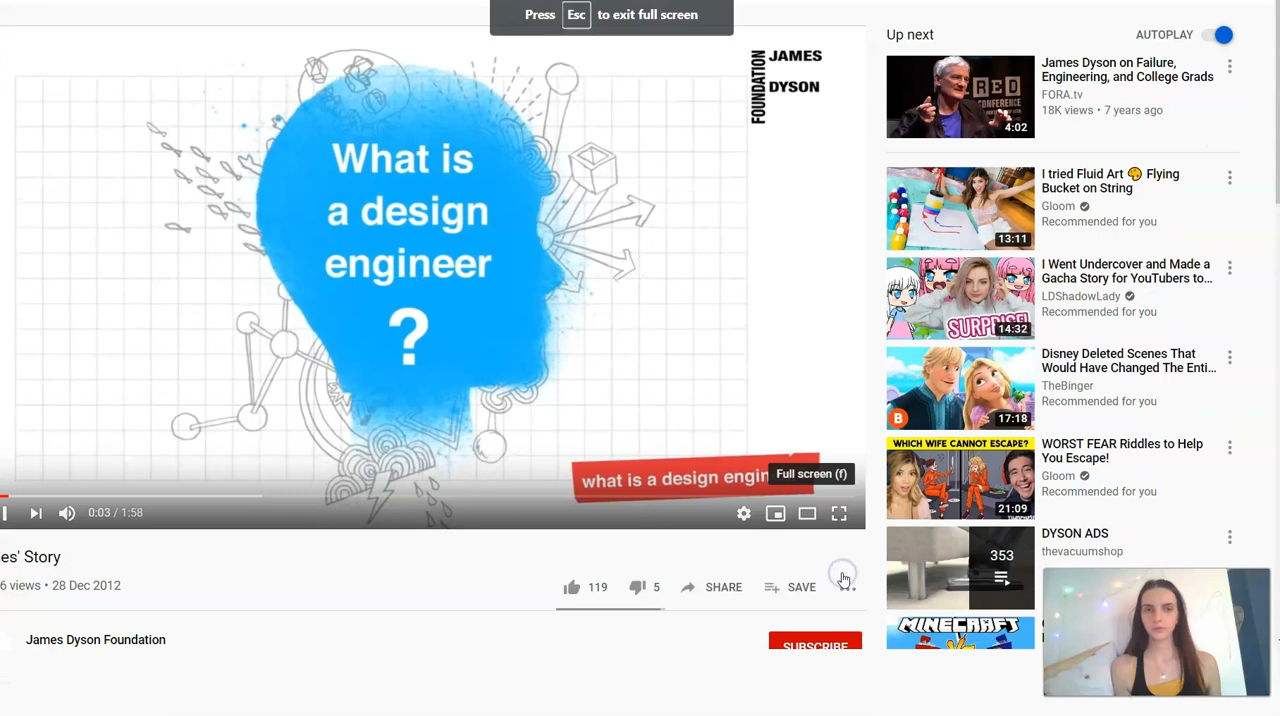 Press Esc to exit full screen
What is
a design
engineer
?
FOUNDATION
JAMES
DYSON
what is a design engin
Full screen (f)
0:03 / 1:58
es' Story
6 views • 28 Dec 2012
119
5
SHARE
SAVE
James Dyson Foundation
SUBSCRIBE
Up next
AUTOPLAY
RED
CONFERENCE
4:02
James Dyson on Failure,
Engineering, and College Grads
FORA.tv
18K views • 7 years ago
13:11
I tried Fluid Art 🎨 Flying
Bucket on String
Gloom
Recommended for you
SURPRISE!
14:32
I Went Undercover and Made a
Gacha Story for YouTubers to...
LDShadowLady
Recommended for you
B
17:18
Disney Deleted Scenes That
Would Have Changed The Enti...
TheBinger
Recommended for you
WHICH WIFE CANNOT ESCAPE?
21:09
WORST FEAR Riddles to Help
You Escape!
Gloom
Recommended for you
353
DYSON ADS
thevacuumshop
MINECRAFT